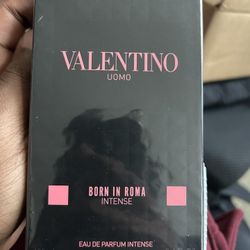 VALENTINO
UOMO
BORN IN ROMA
INTENSE
EAU DE PARFUM INTENSE